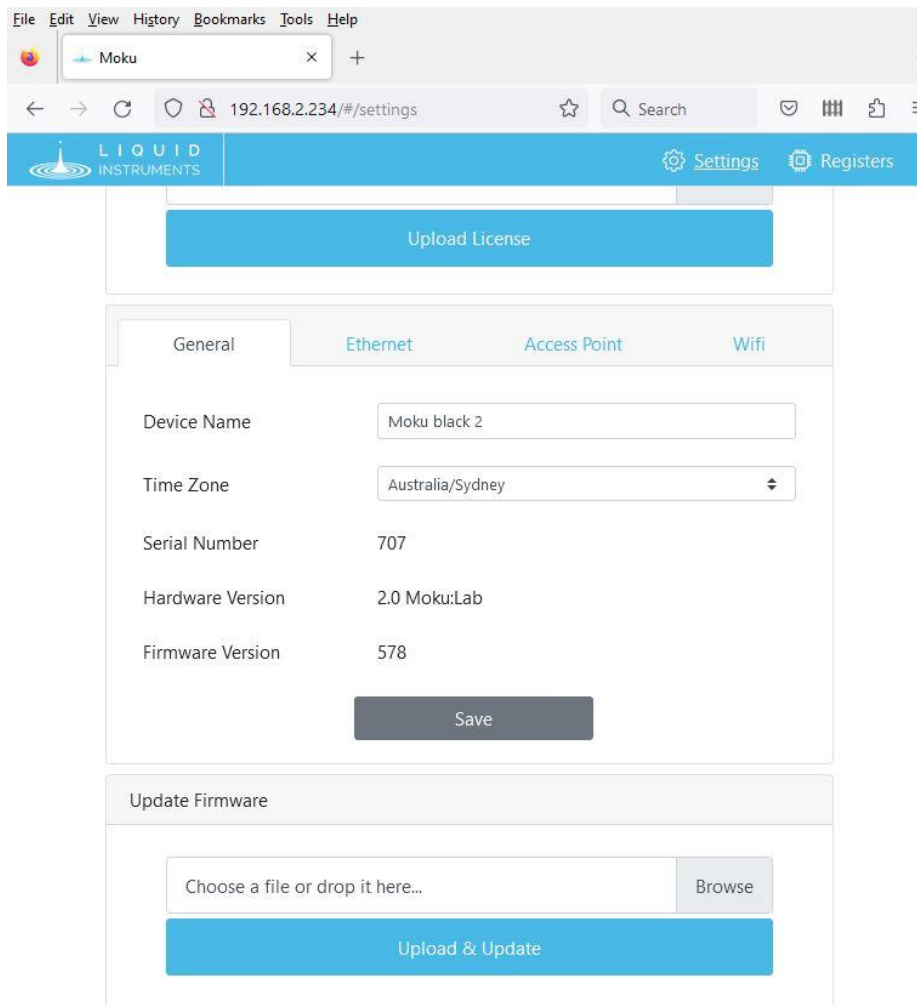 File Edit View History Bookmarks Tools Help
Moku
192.168.2.234/#/settings Search
LIQUID
INSTRUMENTS
Settings Registers
Upload License
General Ethernet Access Point Wifi
Device Name Moku black 2
Time Zone Australia/Sydney
Serial Number 707
Hardware Version 2.0 Moku:Lab
Firmware Version 578
Save
Update Firmware
Choose a file or drop it here... Browse
Upload & Update